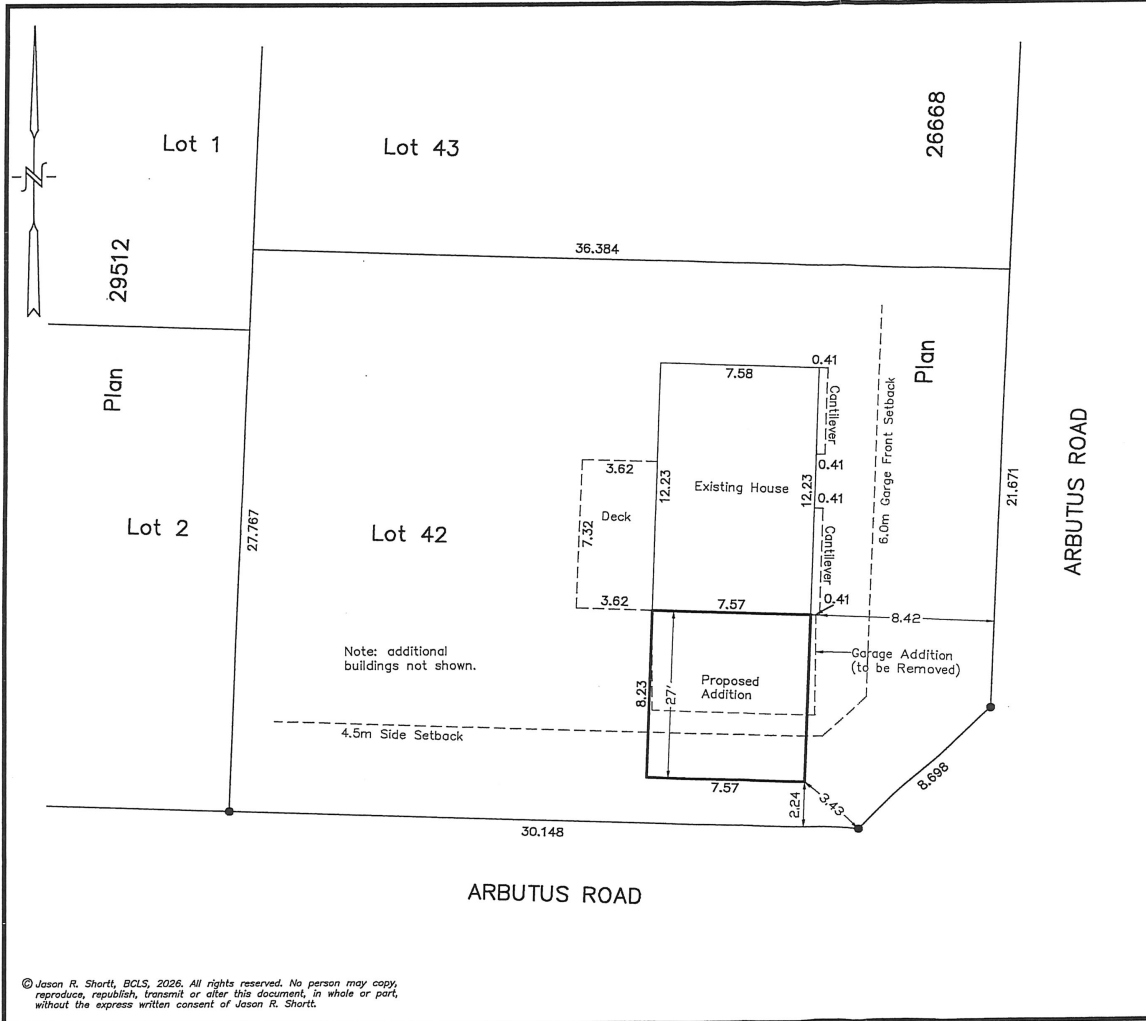 N
Lot 1
Lot 43
26668
29512
36.384
Plan
Plan
0.41
7.58
Cantilever
6.0m Garge Front Setback
ARBUTUS ROAD
3.62
12.23
Existing House
12.23
0.41
0.41
21.671
Lot 2
27.767
Lot 42
7.32
Deck
Cantilever
3.62
7.57
0.41
8.42
Note: additional
buildings not shown.
8.23
27'
Proposed
Addition
Garage Addition
(to be Removed)
4.5m Side Setback
7.57
2.24
3.43
8.698
30.148
ARBUTUS ROAD
© Jason R. Shortt, BCLS, 2026. All rights reserved. No person may copy,
reproduce, republish, transmit or alter this document, in whole or part,
without the express written consent of Jason R. Shortt.